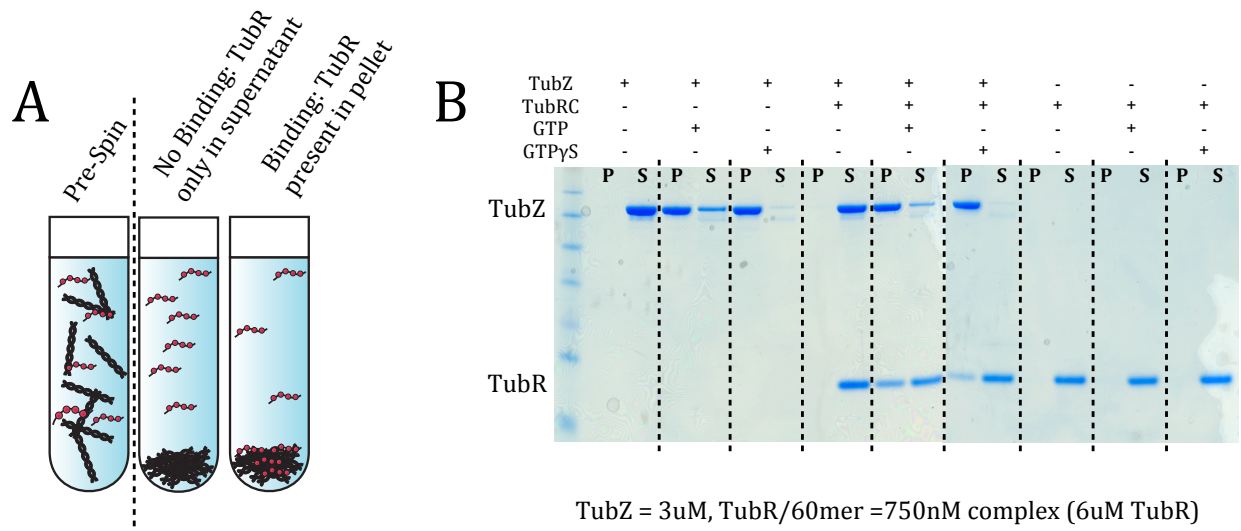 A
Pre-Spin
No Binding: TubR
only in supernatant
Binding: TubR
present in pellet
B
TubZ + + + + + + - - -
TubRC - - - + + + + + +
GTP - + - - + - - + -
GTPγS - - + - - + - - +
P S P S P S P S P S P S P S P S P S
TubZ
TubR
TubZ = 3uM, TubR/60mer =750nM complex (6uM TubR)